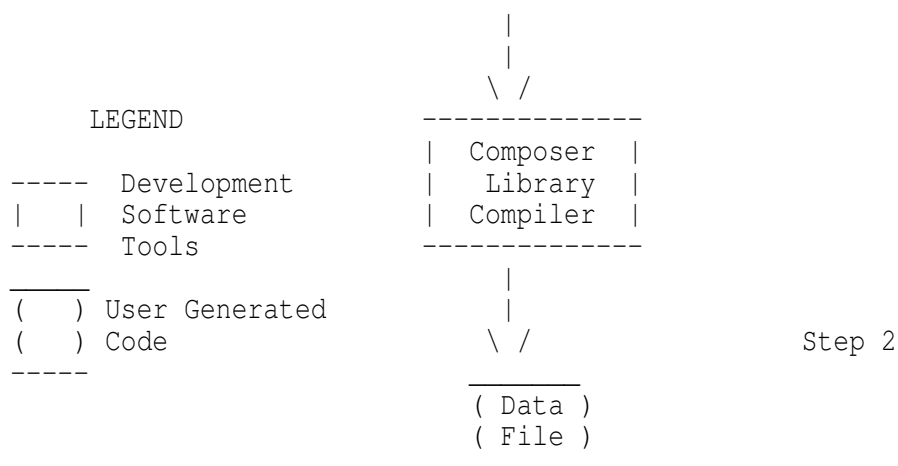 LEGEND
Composer
Library
Compiler
Development
Software
Tools
User Generated
Code
Step 2
Data
File